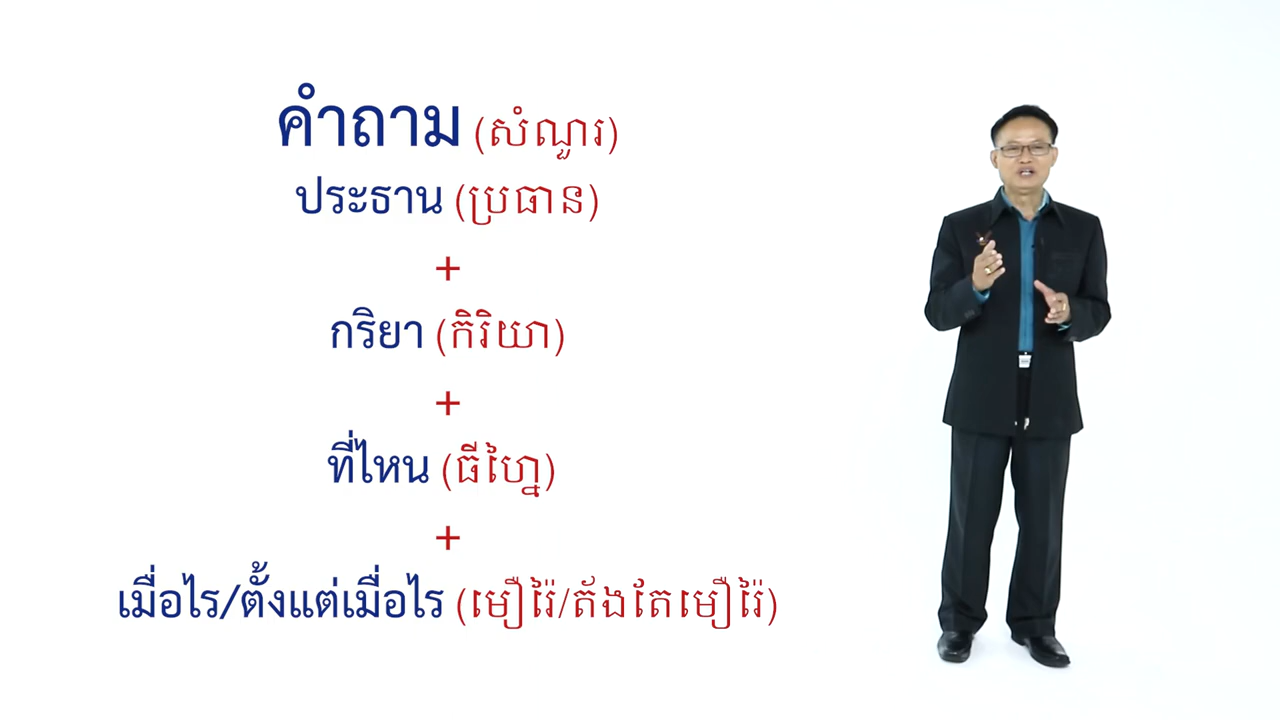 คำถาม (សំណួរ)
ประธาน (ប្រធាន)
+
กริยา (កិរិយា)
+
ที่ไหน (ធីហ្នៃ)
+
เมื่อไร/ตั้งแต่เมื่อไร (មឿរ៉ៃ/តាំងតែមឿរ៉ៃ)